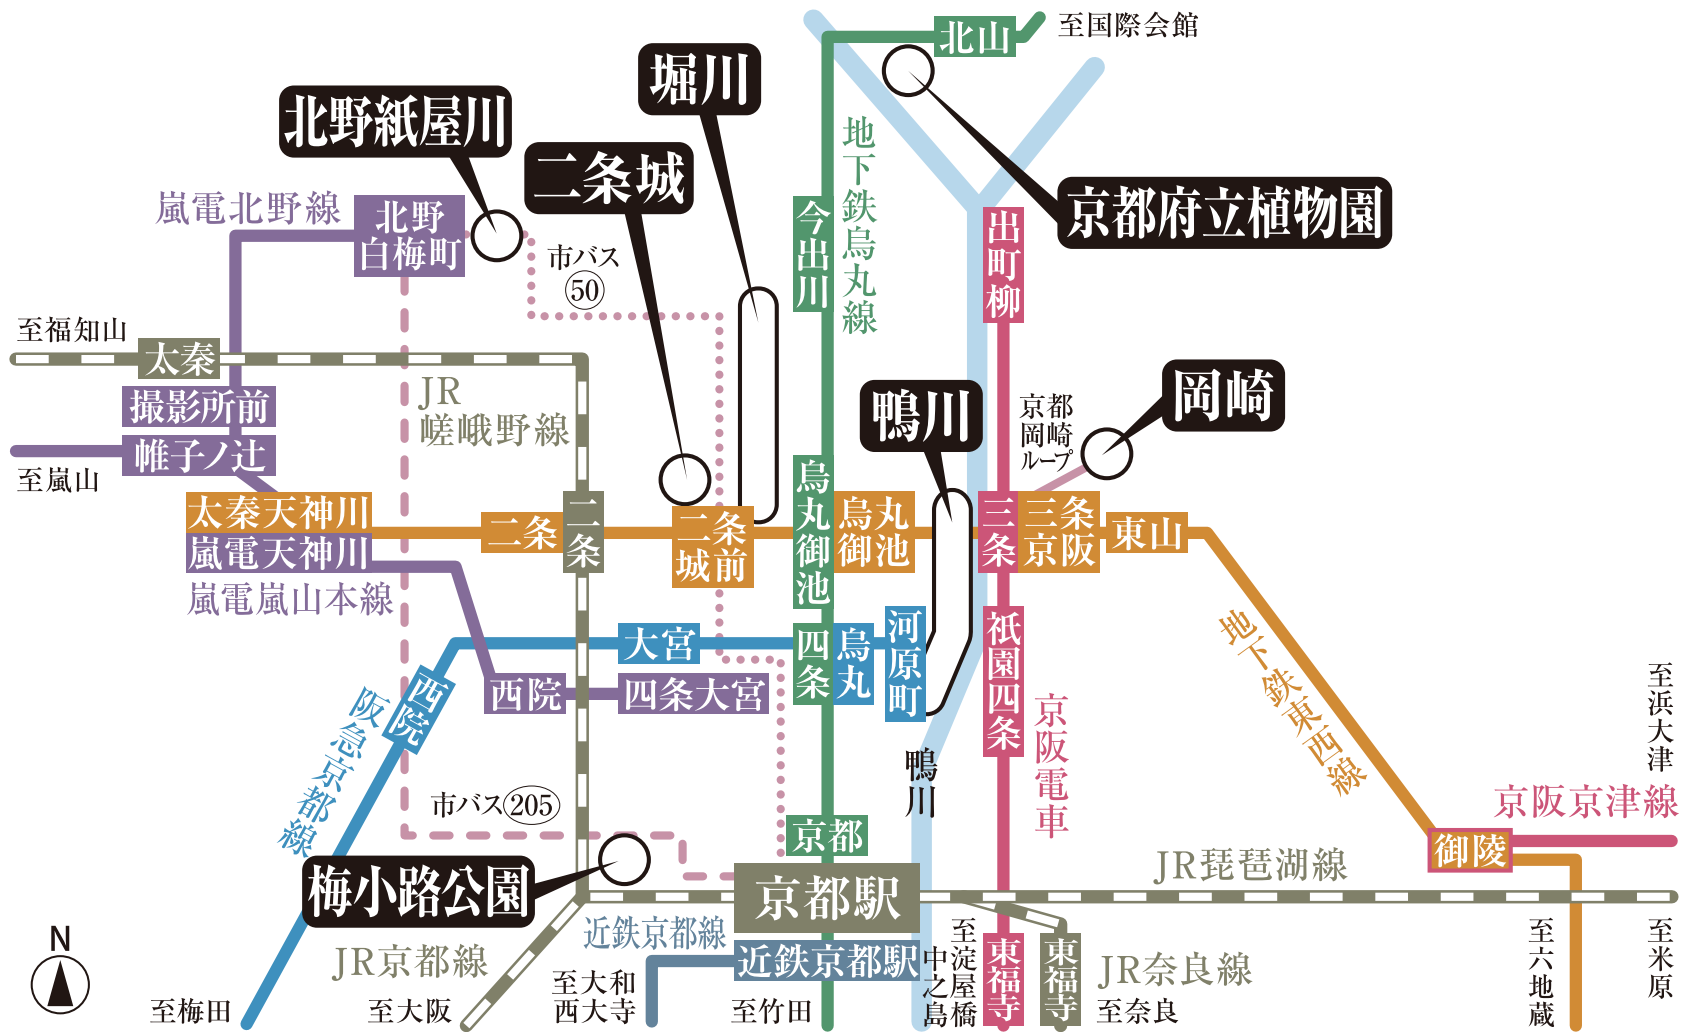 至国際会館
北山
堀川
北野紙屋川
二条城
京都府立植物園
地下鉄烏丸線
嵐電北野線
北野
白梅町
今出川
出町柳
市バス
50
至福知山
太秦
撮影所前
帷子ノ辻
至嵐山
JR
嵯峨野線
鴨川
岡崎
京都
岡崎
ループ
太秦天神川
嵐電天神川
嵐電嵐山本線
二条
二条
二条
城前
烏丸御池
烏丸
御池
三条
三条
京阪
東山
大宮
四条
烏丸
河原町
祇園四条
西院
四条大宮
西院
阪急京都線
京阪電車
地下鉄東西線
至浜大津
京阪京津線
御陵
鴨川
市バス205
京都
梅小路公園
京都駅
JR琵琶湖線
近鉄京都線
近鉄京都駅
JR京都線
至大和
西大寺
至竹田
至淀屋橋
中之島
東福寺
東福寺
JR奈良線
至奈良
至六地蔵
至米原
至梅田
至大阪
N